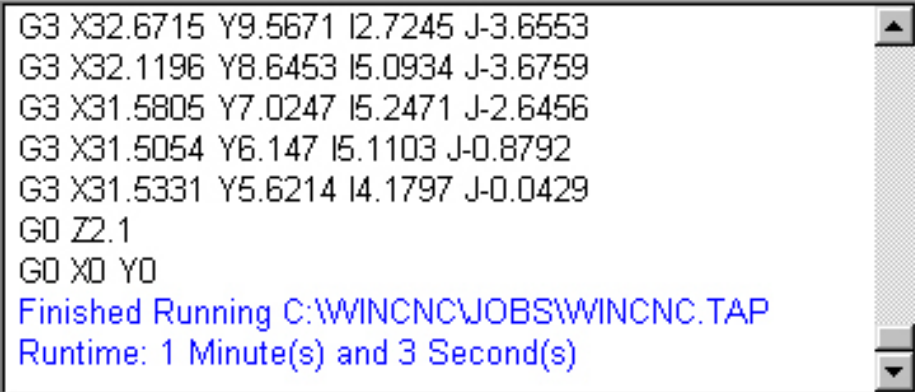 G3 X32.6715 Y9.5671 I2.7245 J-3.6553
G3 X32.1196 Y8.6453 I5.0934 J-3.6759
G3 X31.5805 Y7.0247 I5.2471 J-2.6456
G3 X31.5054 Y6.147 I5.1103 J-0.8792
G3 X31.5331 Y5.6214 I4.1797 J-0.0429
G0 Z2.1
G0 X0 Y0
Finished Running C:\WINCNC\JOBS\WINCNC.TAP
Runtime: 1 Minute(s) and 3 Second(s)